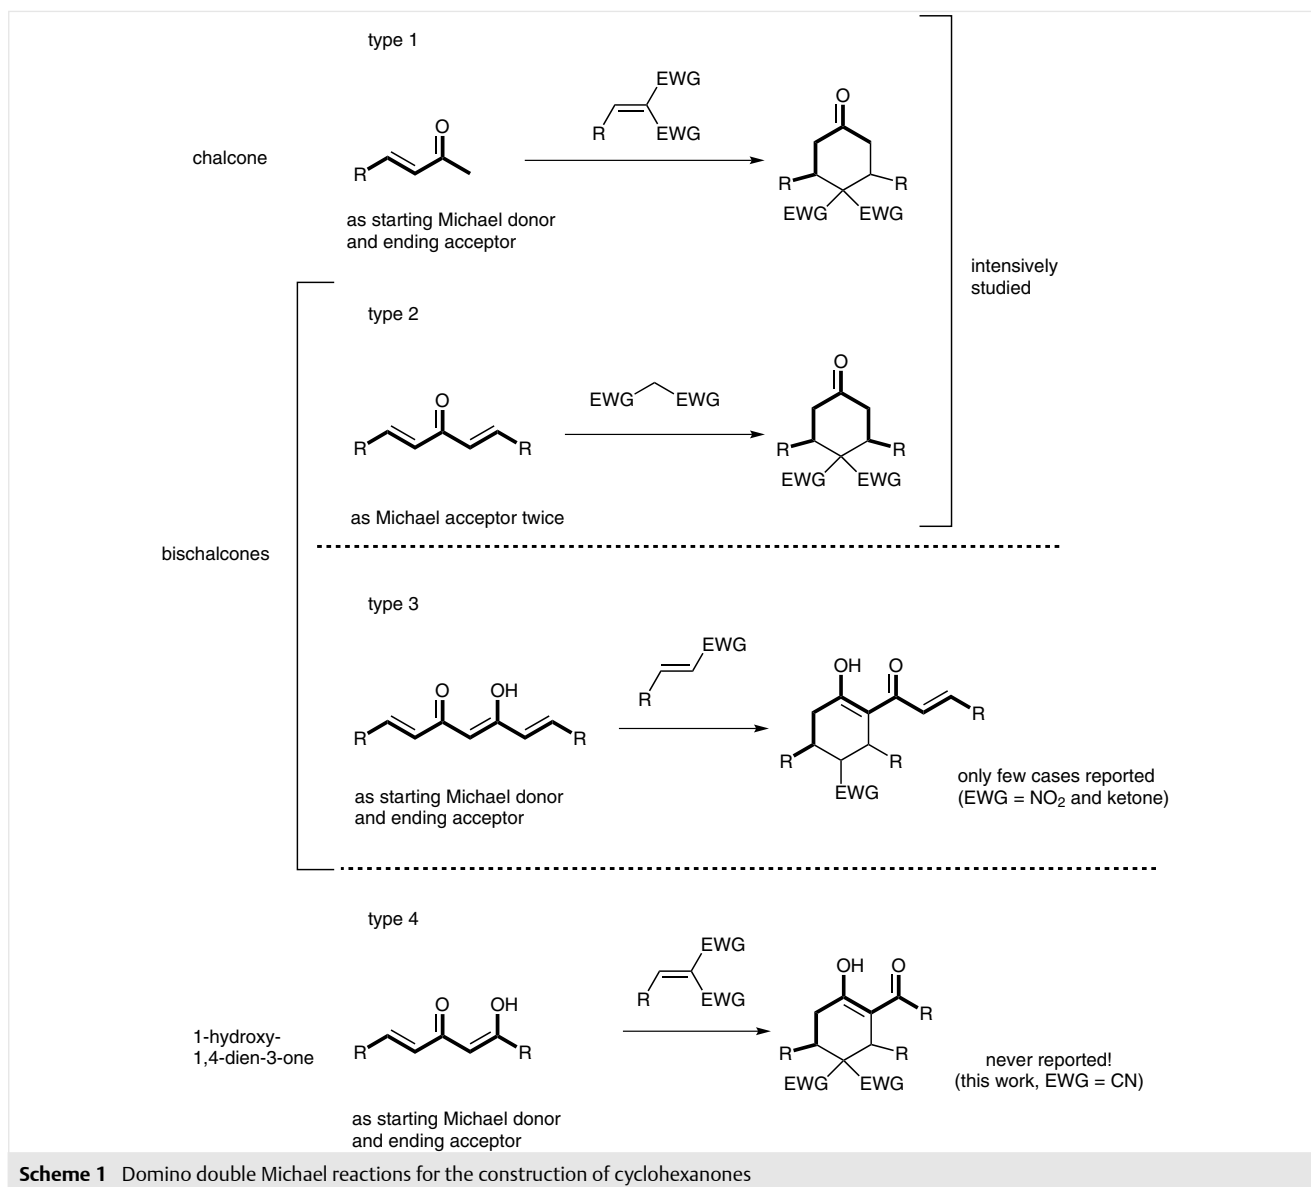 type 1
chalcone
R
O
EWG
R
EWG
O
R
R
EWG
EWG
as starting Michael donor
and ending acceptor
intensively
studied
type 2
R
O
R
EWG
EWG
O
R
R
EWG
EWG
as Michael acceptor twice
bischalcones
type 3
R
O
OH
R
EWG
R
OH
O
R
R
R
EWG
as starting Michael donor
and ending acceptor
only few cases reported
(EWG = NO2 and ketone)
type 4
1-hydroxy-
1,4-dien-3-one
R
O
OH
R
EWG
R
EWG
OH
O
R
R
R
EWG
EWG
as starting Michael donor
and ending acceptor
never reported!
(this work, EWG = CN)
Scheme 1 Domino double Michael reactions for the construction of cyclohexanones